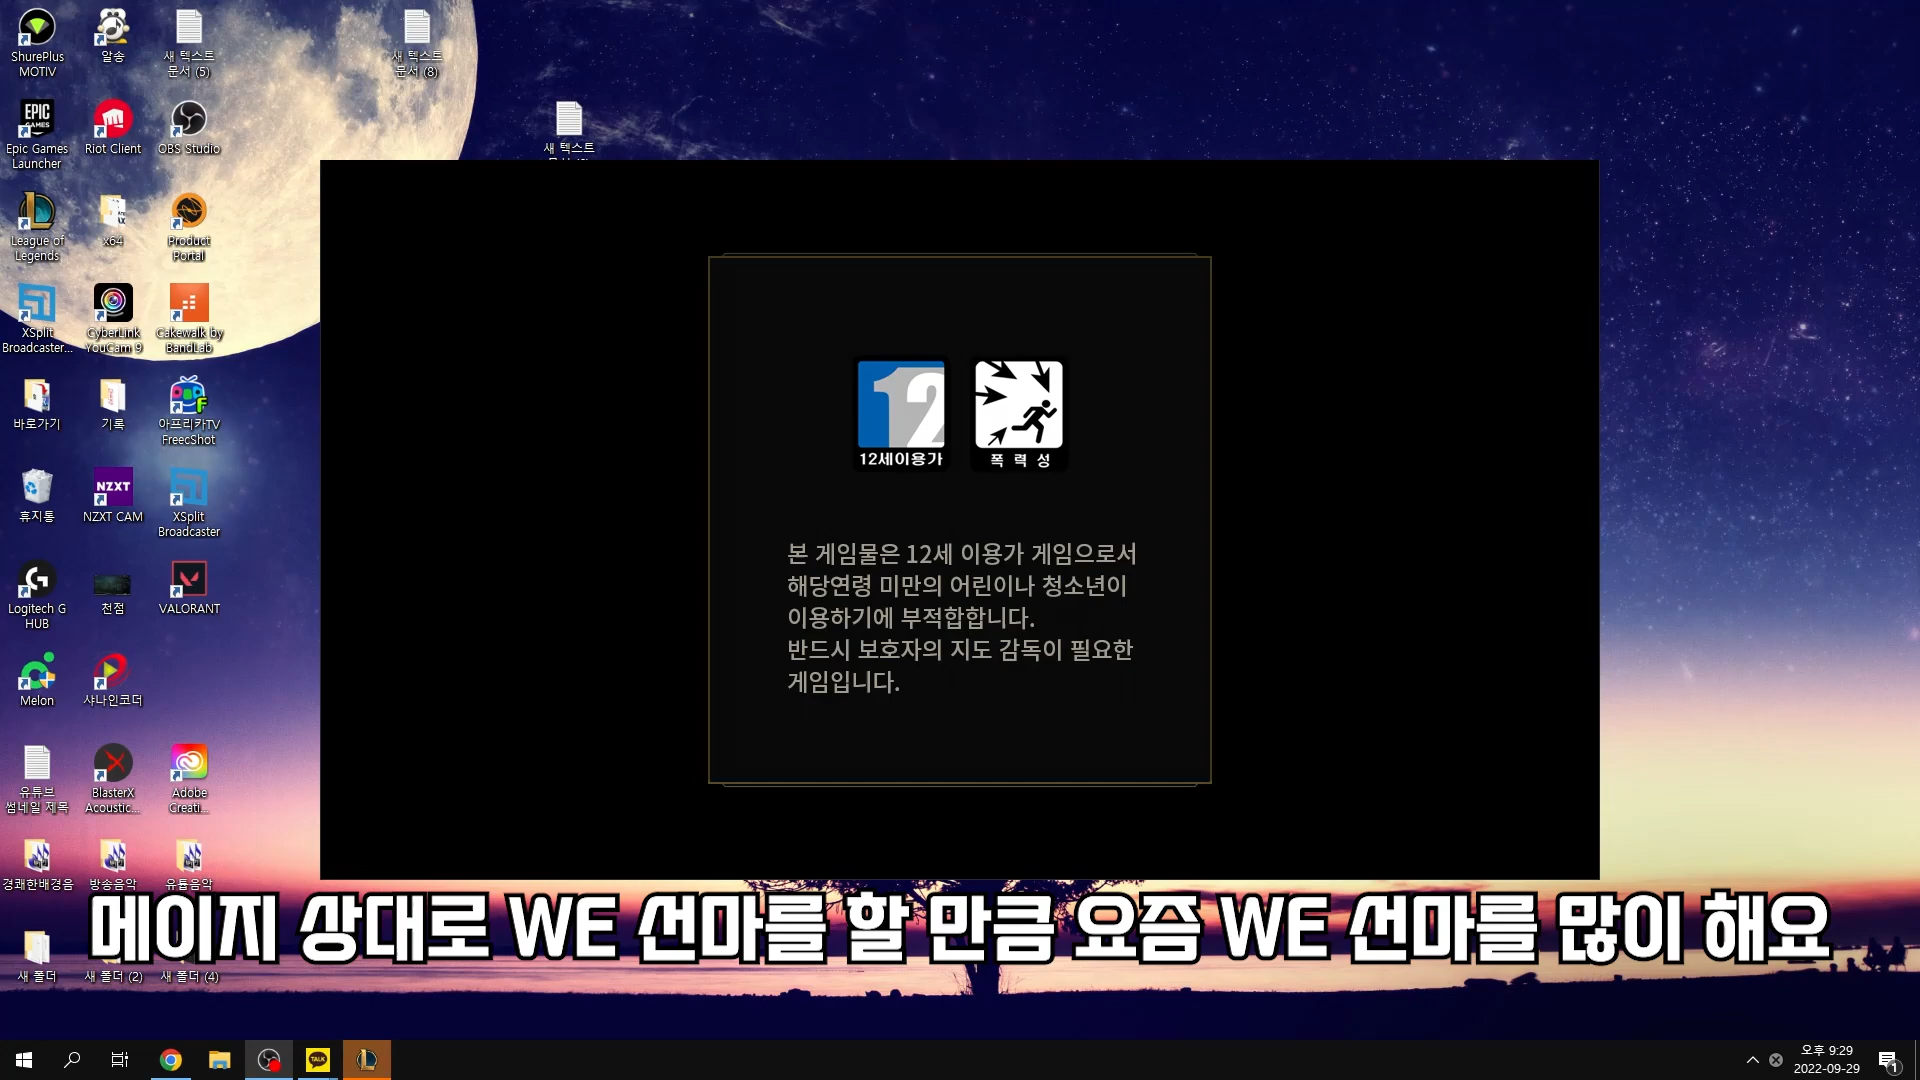 ShurePlus
MOTIV
알송
새 텍스트
문서 (5)
새 텍스트
문서 (8)
EPIC
GAMES
Epic Games
Launcher
Riot Client
OBS Studio
새 텍스트
League of
Legends
x64
Product
Portal
XSplit
Broadcaster...
CyberLink
YouCam 9
Cakewalk by
BandLab
바로가기
기록
아프리카TV
FreecShot
휴지통
NZXT
NZXT CAM
XSplit
Broadcaster
Logitech G
HUB
천점
VALORANT
Melon
샤나인코더
유튜브
썸네일 제목
BlasterX
Acoustic...
Adobe
Creati...
경쾌한배경음
방송음악
유튭음악
새 폴더
새 폴더 (2)
새 폴더 (4)
12
12세이용가
폭력성
본 게임물은 12세 이용가 게임으로서
해당연령 미만의 어린이나 청소년이
이용하기에 부적합합니다.
반드시 보호자의 지도 감독이 필요한
게임입니다.
메이지 상대로 WE 선마를 할 만큼 요즘 WE 선마를 많이 해요
TALK
오후 9:29
2022-09-29
1